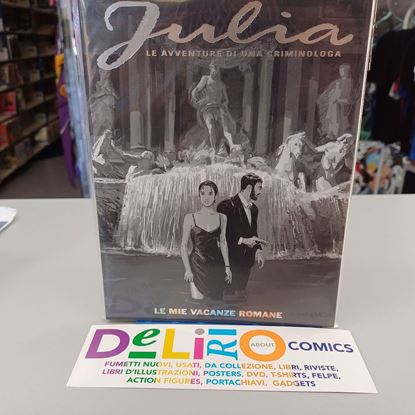 Julia
LE AVVENTURE DI UNA CRIMINOLOGA
LE MIE VACANZE ROMANE
DeLiRiO ABOUT COMICS
FUMETTI NUOVI, USATI, DA COLLEZIONE, LIBRI, RIVISTE,
LIBRI D'ILLUSTRAZIONI, POSTERS, DVD, T-SHIRTS, FELPE,
ACTION FIGURES, PORTACHIAVI, GADGETS